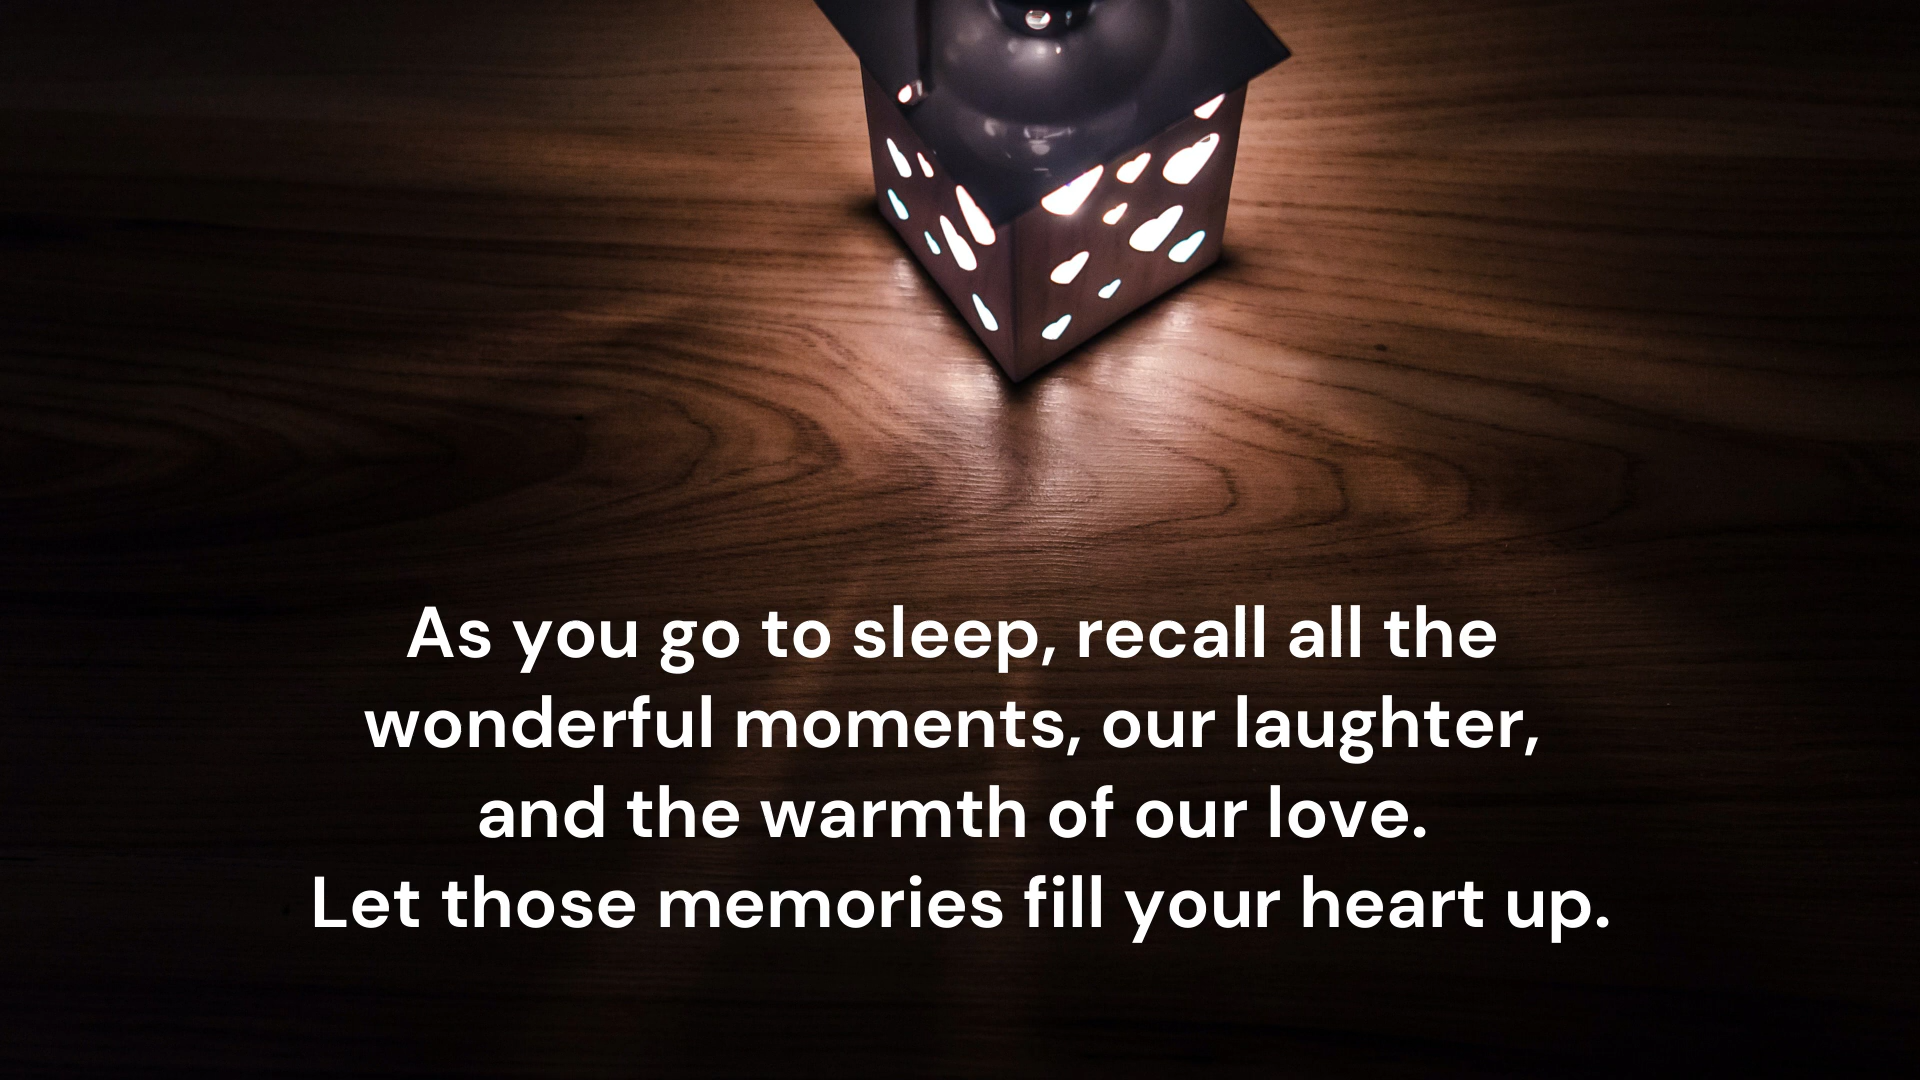 As you go to sleep, recall all the
wonderful moments, our laughter,
and the warmth of our love.
Let those memories fill your heart up.